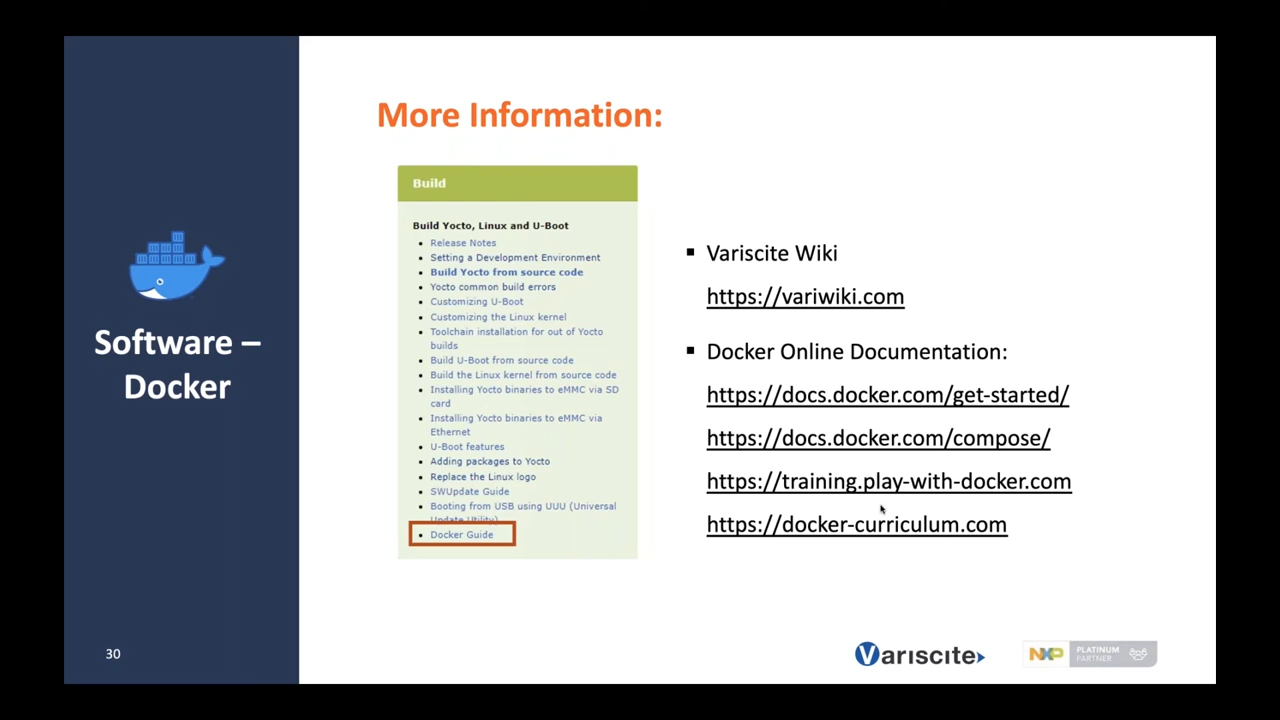 Software –
Docker
30
More Information:
Build
Build Yocto, Linux and U-Boot
Release Notes
Setting a Development Environment
Build Yocto from source code
Yocto common build errors
Customizing U-Boot
Customizing the Linux kernel
Toolchain installation for out of Yocto
builds
Build U-Boot from source code
Build the Linux kernel from source code
Installing Yocto binaries to eMMC via SD
card
Installing Yocto binaries to eMMC via
Ethernet
U-Boot features
Adding packages to Yocto
Replace the Linux logo
SWUpdate Guide
Booting from USB using UUU (Universal
Update Utility)
Docker Guide
Variscite Wiki
https://variwiki.com
Docker Online Documentation:
https://docs.docker.com/get-started/
https://docs.docker.com/compose/
https://training.play-with-docker.com
https://docker-curriculum.com
Variscite
NXP
PLATINUM
PARTNER